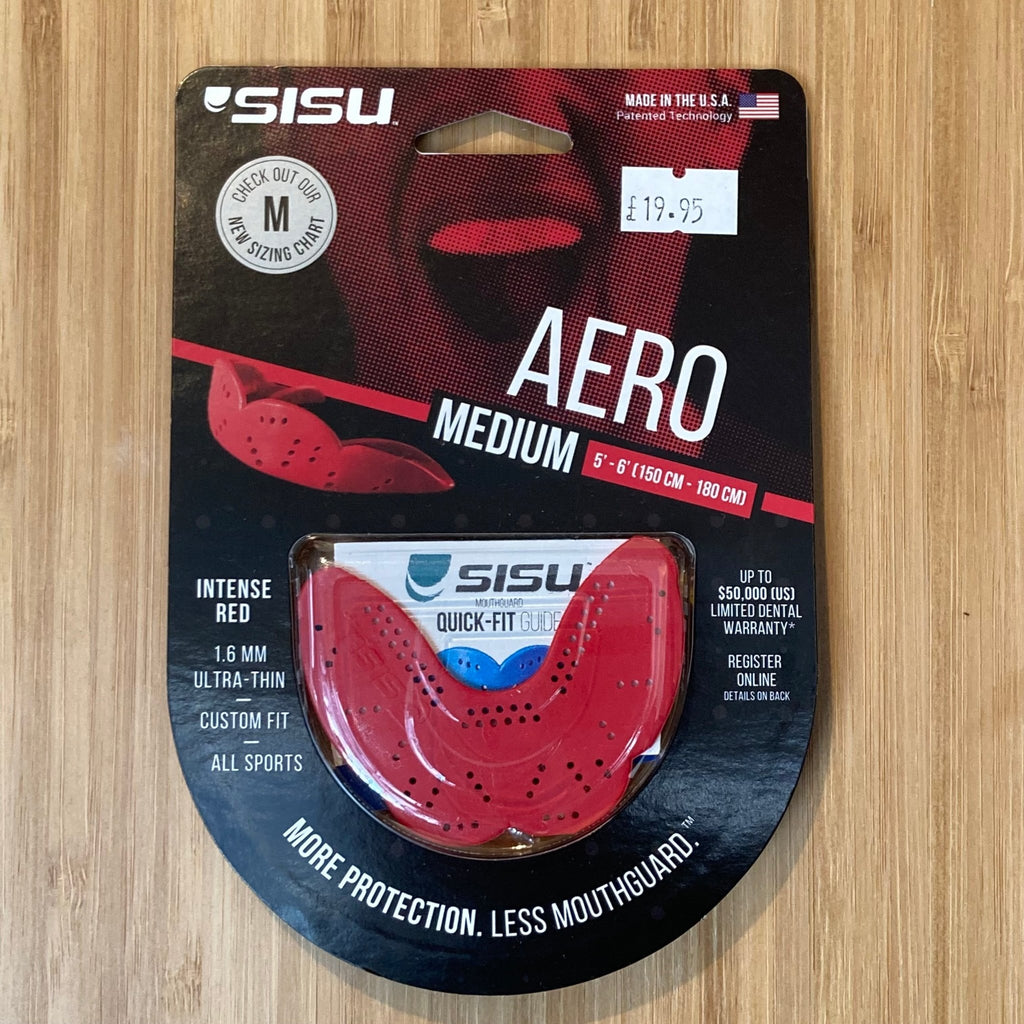 SISU™
MADE IN THE U.S.A.
Patented Technology
CHECK OUT OUR
M
NEW SIZING CHART
£19.95
AERO
MEDIUM
5' - 6' (150 CM - 180 CM)
INTENSE
RED
1.6 MM
ULTRA-THIN
CUSTOM FIT
ALL SPORTS
SISU
MOUTHGUARD
QUICK-FIT GUIDE
UP TO
$50,000 (US)
LIMITED DENTAL
WARRANTY*
REGISTER
ONLINE
DETAILS ON BACK
MORE PROTECTION. LESS MOUTHGUARD.™